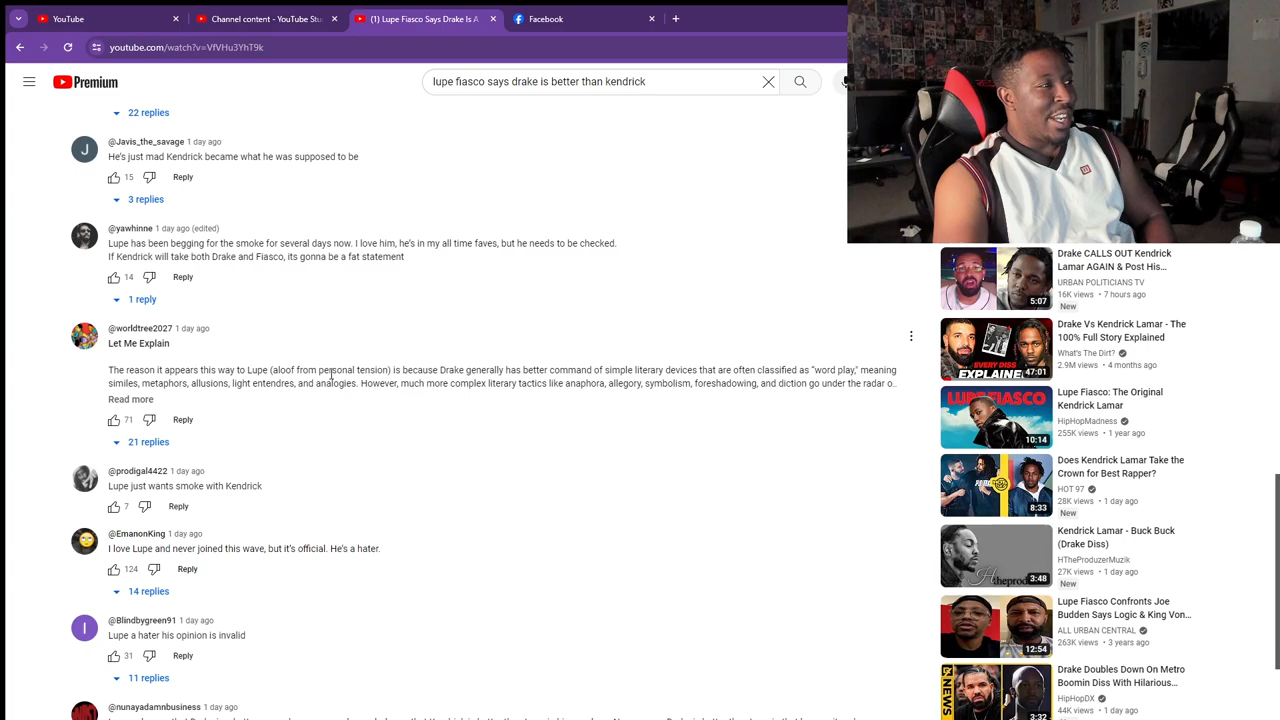 YouTube
Channel content - YouTube Stu
(1) Lupe Fiasco Says Drake Is A
Facebook
youtube.com/watch?v=VfVHu3YhT9k
Premium
lupe fiasco says drake is better than kendrick
22 replies
@Javis_the_savage 1 day ago
J
He's just mad Kendrick became what he was supposed to be
15 Reply
3 replies
@yawhinne 1 day ago (edited)
Lupe has been begging for the smoke for several days now. I love him, he's in my all time faves, but he needs to be checked.
If Kendrick will take both Drake and Fiasco, its gonna be a fat statement
14 Reply
1 reply
@worldtree2027 1 day ago
Let Me Explain
The reason it appears this way to Lupe (aloof from personal tension) is because Drake generally has better command of simple literary devices that are often classified as "word play," meaning
similes, metaphors, allusions, light entendres, and analogies. However, much more complex literary tactics like anaphora, allegory, symbolism, foreshadowing, and diction go under the radar o...
Read more
71 Reply
21 replies
@prodigal4422 1 day ago
Lupe just wants smoke with Kendrick
7 Reply
@EmanonKing 1 day ago
I love Lupe and never joined this wave, but it's official. He's a hater.
124 Reply
14 replies
@Blindbygreen91 1 day ago
I
Lupe a hater his opinion is invalid
31 Reply
11 replies
@nunayadamnbusiness 1 day ago
Drake CALLS OUT Kendrick
Lamar AGAIN & Post His...
URBAN POLITICIANS TV
16K views • 7 hours ago
New
5:07
Drake Vs Kendrick Lamar - The
100% Full Story Explained
What's The Dirt?
2.9M views • 4 months ago
EVERY DISS
EXPLAINED
47:01
Lupe Fiasco: The Original
Kendrick Lamar
HipHopMadness
255K views • 1 year ago
LUPE FIASCO
10:14
Does Kendrick Lamar Take the
Crown for Best Rapper?
HOT 97
28K views • 1 day ago
New
8:33
Kendrick Lamar - Buck Buck
(Drake Diss)
HTheProduzerMuzik
27K views • 1 day ago
New
3:48
Lupe Fiasco Confronts Joe
Budden Says Logic & King Von...
ALL URBAN CENTRAL
263K views • 3 years ago
12:54
Drake Doubles Down On Metro
Boomin Diss With Hilarious...
HipHopDX
44K views • 1 day ago
NEWS
3:32